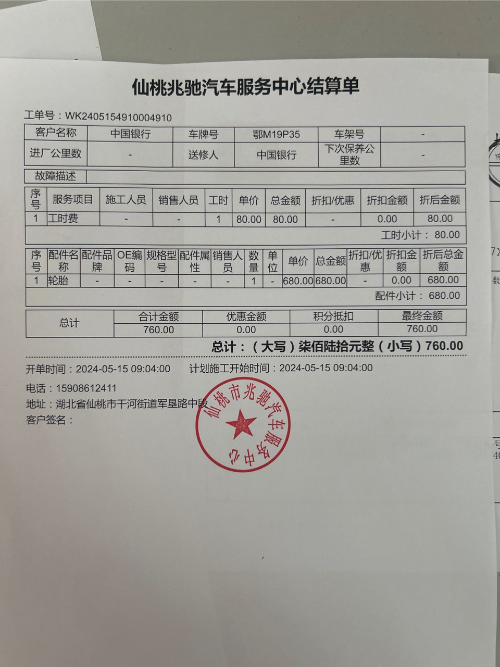 仙桃兆驰汽车服务中心结算单
工单号：WK2405154910004910
客户名称 中国银行 车牌号 鄂M19P35 车架号 -
进厂公里数 - 送修人 中国银行 下次保养公里数 -
故障描述
序号 服务项目 施工人员 销售人员 工时 单价 总金额 折扣/优惠 折扣金额 折后金额
1 工时费 - - 1 80.00 80.00 - 0.00 80.00
工时小计： 80.00
序号 配件名称 配件品牌 OE编码 规格型号 配件属性 销售人员 数量 单位 单价 总金额 折扣/优惠 折扣金额 折后总金额
1 轮胎 - - - - - 1 - 680.00 680.00 - 0.00 680.00
配件小计： 680.00
总计 合计金额 优惠金额 积分抵扣 最终金额
760.00 0.00 0.00 760.00
总计：（大写）柒佰陆拾元整（小写）760.00
开单时间：2024-05-15 09:04:00 计划施工开始时间：2024-05-15 09:04:00
电话：15908612411
地址：湖北省仙桃市干河街道军垦路中段
客户签名：
仙桃市兆驰汽车服务中心